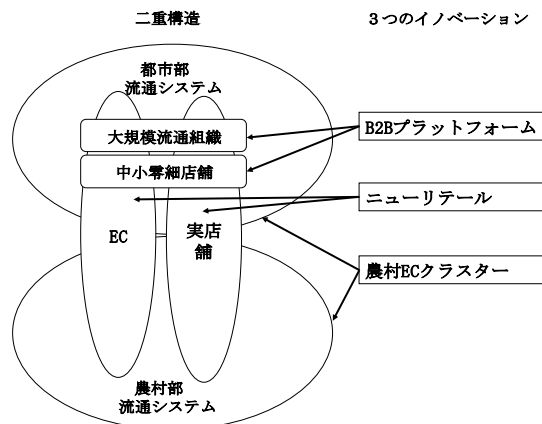 二重構造
３つのイノベーション
都市部
流通システム
大規模流通組織
中小零細店舗
B2Bプラットフォーム
ニューリテール
EC
実店
舗
農村ECクラスター
農村部
流通システム